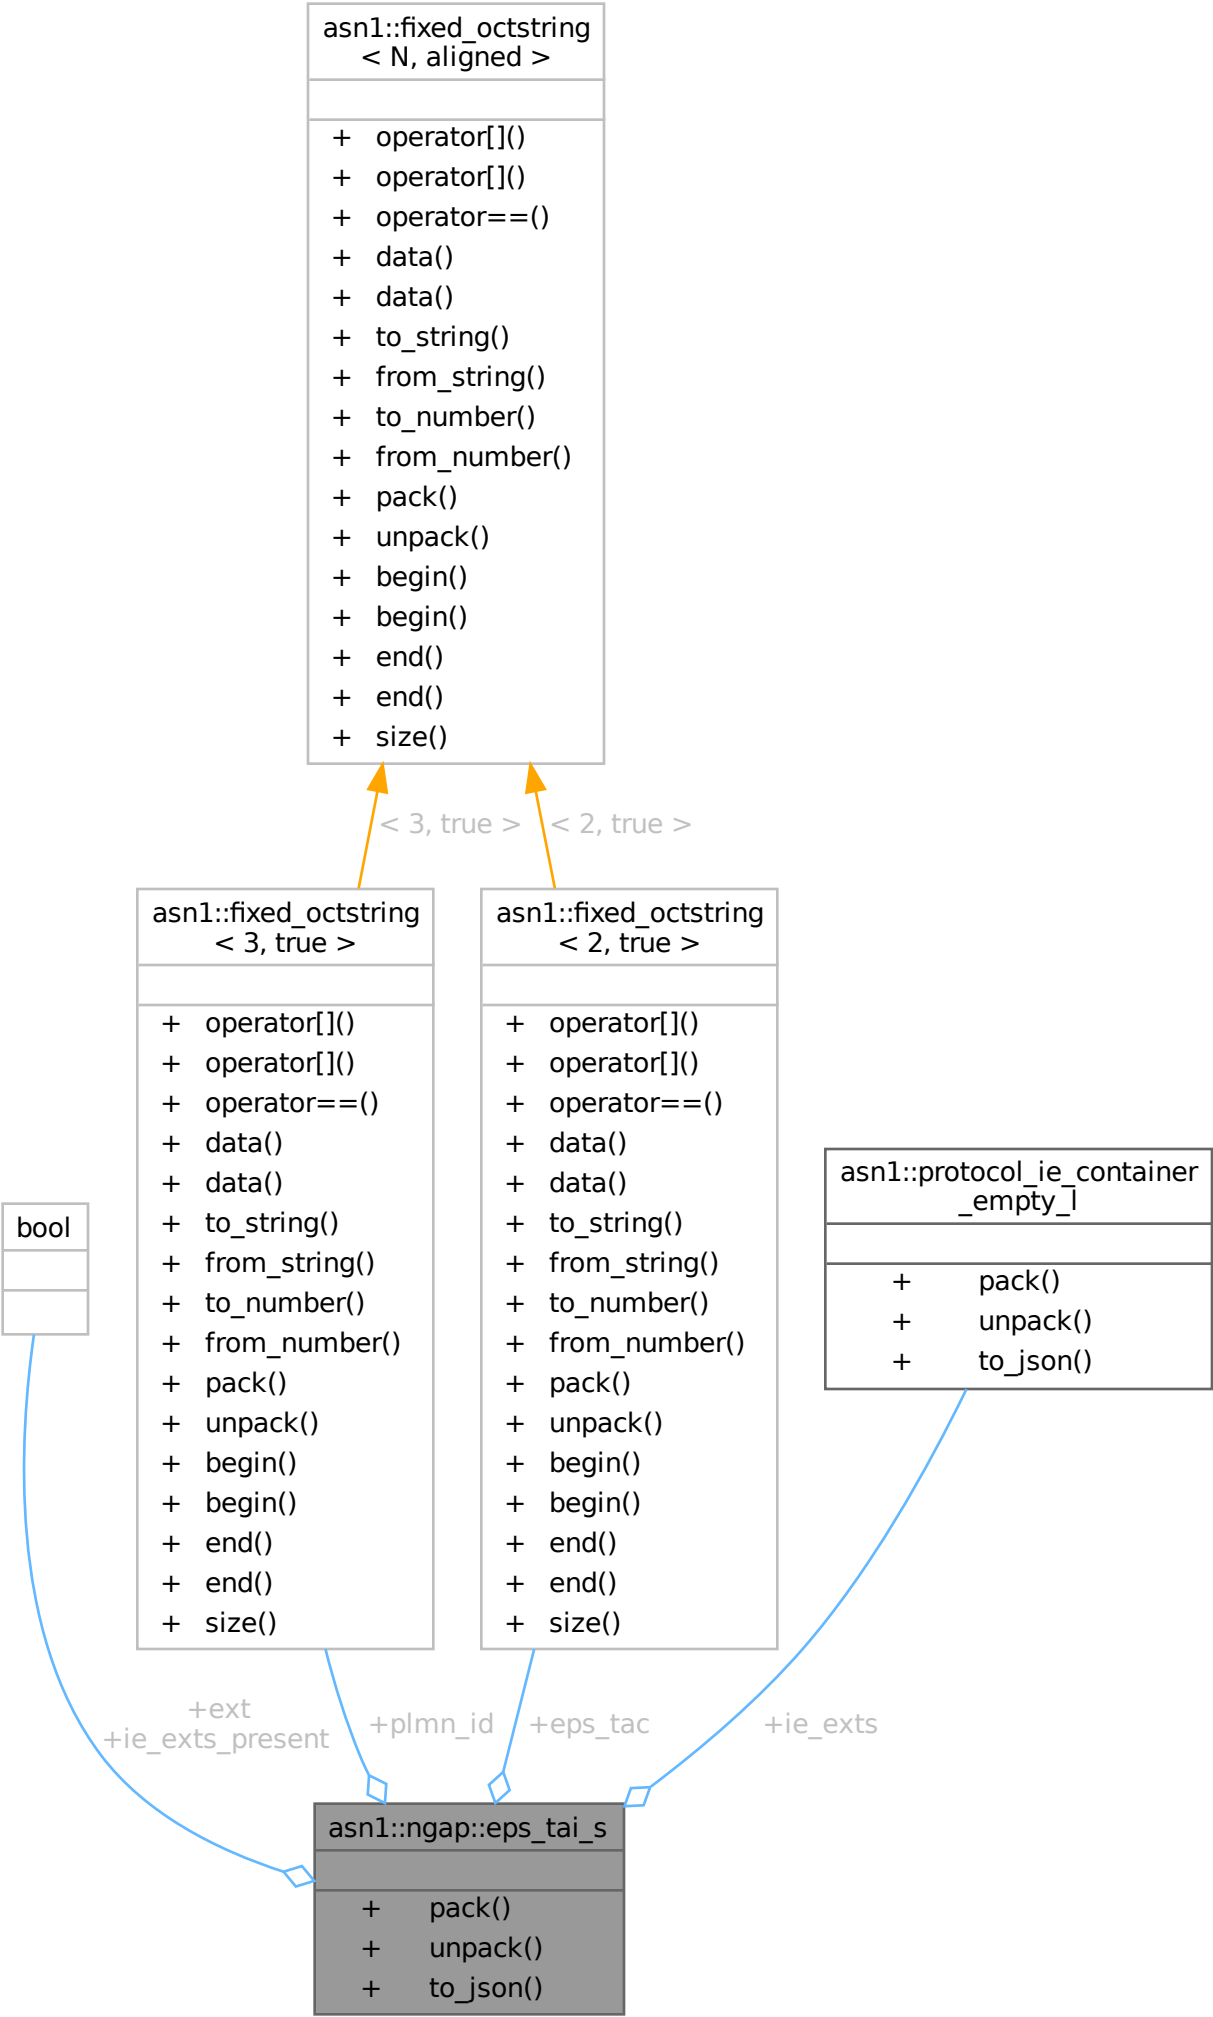 asn1::fixed_octstring
< N, aligned >
+ operator[]()
+ operator[]()
+ operator==()
+ data()
+ data()
+ to_string()
+ from_string()
+ to_number()
+ from_number()
+ pack()
+ unpack()
+ begin()
+ begin()
+ end()
+ end()
+ size()
< 3, true >
< 2, true >
asn1::fixed_octstring
< 3, true >
+ operator[]()
+ operator[]()
+ operator==()
+ data()
+ data()
+ to_string()
+ from_string()
+ to_number()
+ from_number()
+ pack()
+ unpack()
+ begin()
+ begin()
+ end()
+ end()
+ size()
asn1::fixed_octstring
< 2, true >
+ operator[]()
+ operator[]()
+ operator==()
+ data()
+ data()
+ to_string()
+ from_string()
+ to_number()
+ from_number()
+ pack()
+ unpack()
+ begin()
+ begin()
+ end()
+ end()
+ size()
asn1::protocol_ie_container
_empty_l
+ pack()
+ unpack()
+ to_json()
bool
+ext
+ie_exts_present
+plmn_id
+eps_tac
+ie_exts
asn1::ngap::eps_tai_s
+ pack()
+ unpack()
+ to_json()